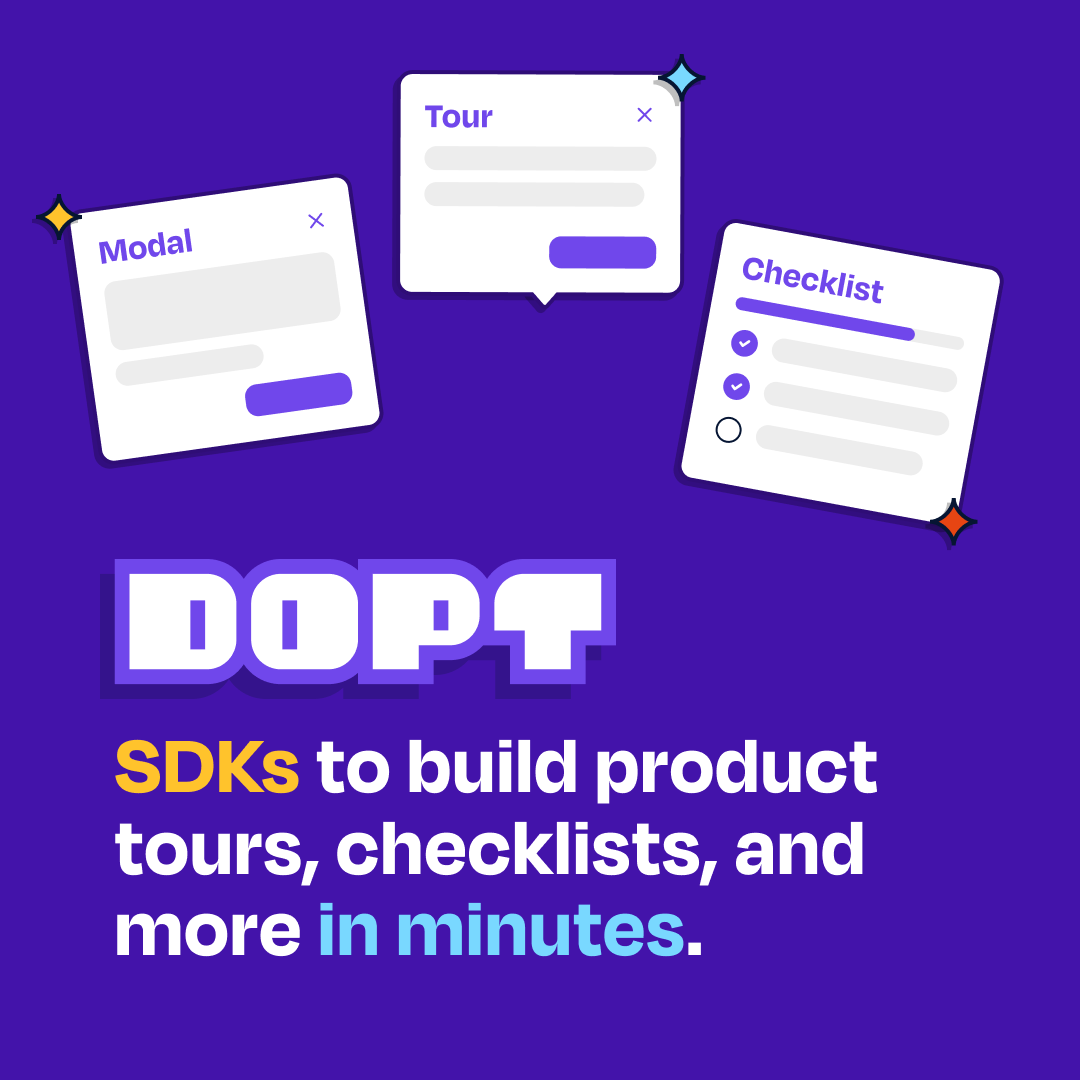 Tour
Modal
Checklist
DOPT
SDKs to build product
tours, checklists, and
more in minutes.